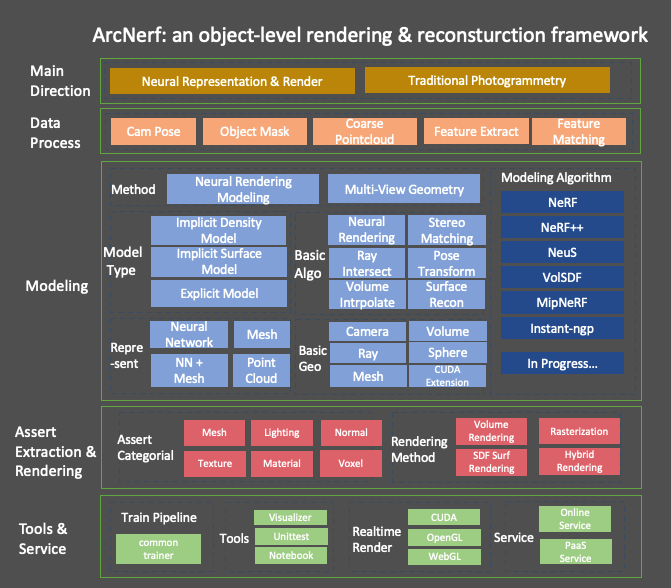 ArcNerf: an object-level rendering & reconsturction framework
Main
Direction
Neural Representation & Render
Traditional Photogrammetry
Data
Process
Cam Pose
Object Mask
Coarse
Pointcloud
Feature Extract
Feature
Matching
Modeling
Method
Neural Rendering
Modeling
Multi-View Geometry
Model
Type
Implicit Density
Model
Implicit Surface
Model
Explicit Model
Basic
Algo
Neural
Rendering
Stereo
Matching
Ray
Intersect
Pose
Transform
Volume
Intrpolate
Surface
Recon
Repre
-sent
Neural
Network
Mesh
NN +
Mesh
Point
Cloud
Basic
Geo
Camera
Volume
Ray
Sphere
Mesh
CUDA
Extension
Modeling Algorithm
NeRF
NeRF++
NeuS
VolSDF
MipNeRF
Instant-ngp
In Progress...
Assert
Extraction &
Rendering
Assert
Categorial
Mesh
Lighting
Normal
Texture
Material
Voxel
Rendering
Method
Volume
Rendering
Rasterization
SDF Surf
Rendering
Hybrid
Rendering
Tools &
Service
Train Pipeline
common
trainer
Tools
Visualizer
Unittest
Notebook
Realtime
Render
CUDA
OpenGL
WebGL
Service
Online
Service
PaaS
Service